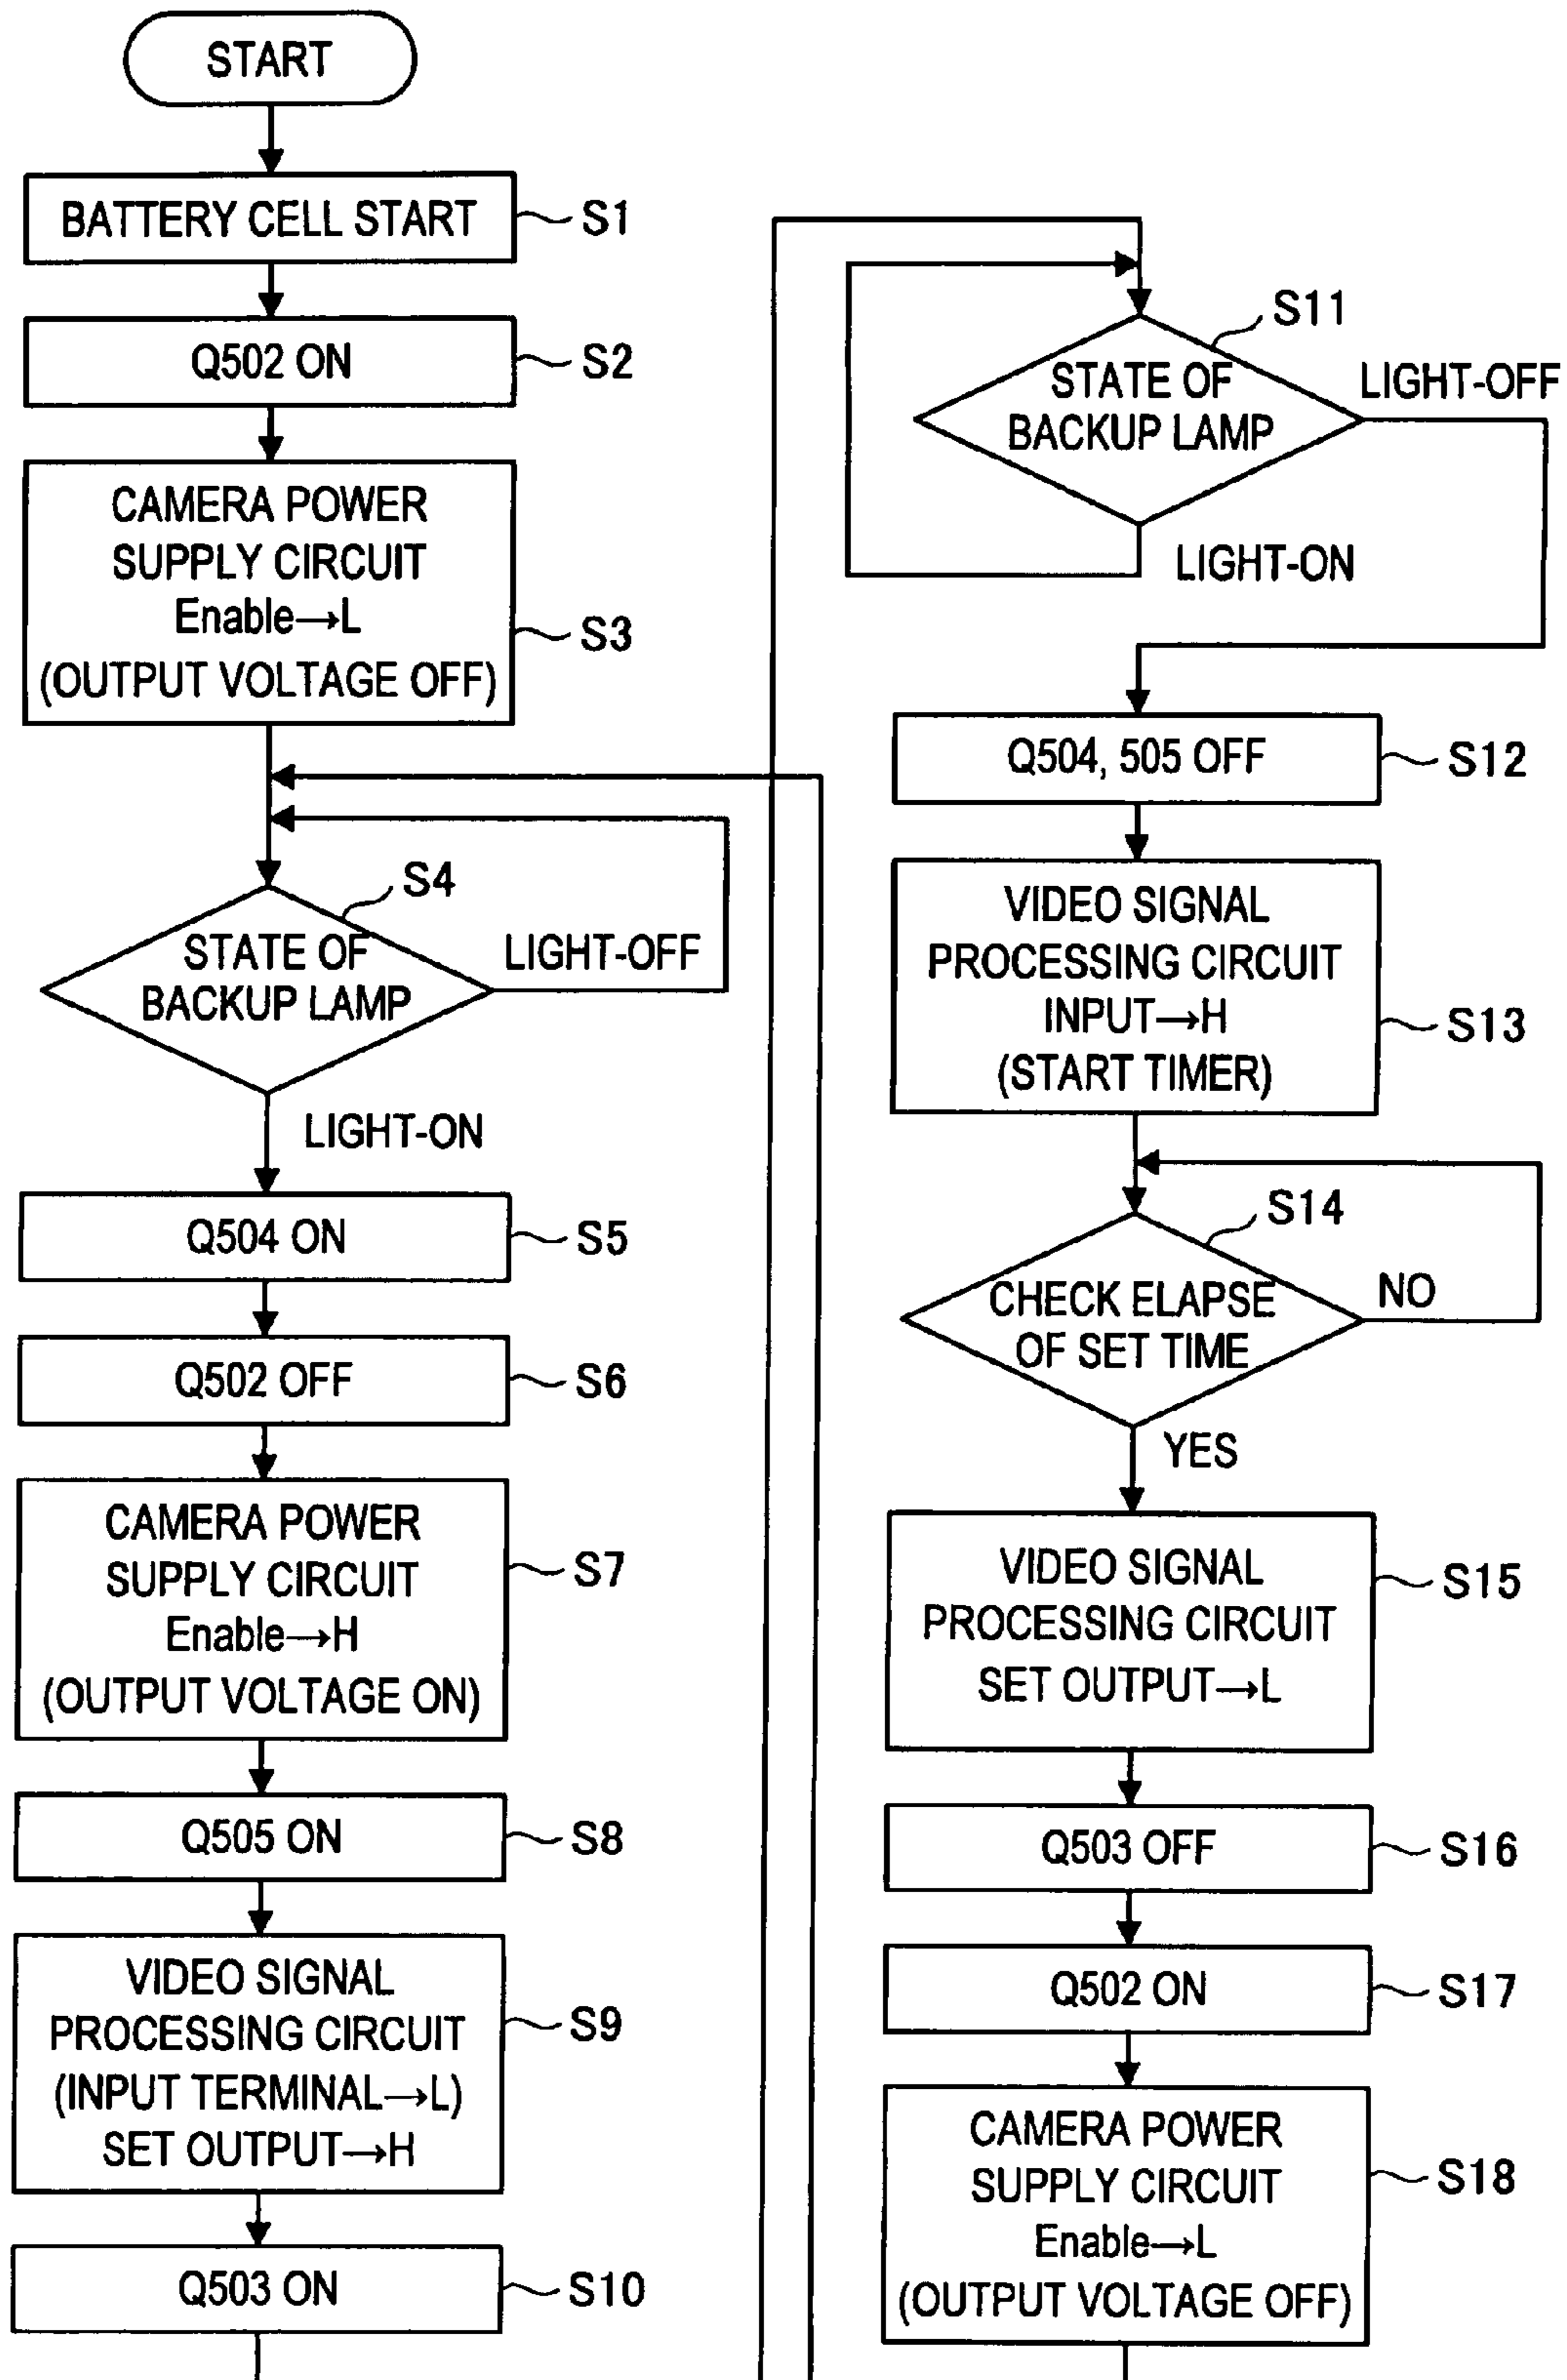 START
BATTERY CELL START
S1
Q502 ON
S2
CAMERA POWER
SUPPLY CIRCUIT
Enable→L
(OUTPUT VOLTAGE OFF)
S3
S4
STATE OF
BACKUP LAMP
LIGHT-OFF
LIGHT-ON
Q504 ON
S5
Q502 OFF
S6
CAMERA POWER
SUPPLY CIRCUIT
Enable→H
(OUTPUT VOLTAGE ON)
S7
Q505 ON
S8
VIDEO SIGNAL
PROCESSING CIRCUIT
(INPUT TERMINAL→L)
SET OUTPUT→H
S9
Q503 ON
S10
S11
STATE OF
BACKUP LAMP
LIGHT-OFF
LIGHT-ON
Q504, 505 OFF
S12
VIDEO SIGNAL
PROCESSING CIRCUIT
INPUT→H
(START TIMER)
S13
S14
CHECK ELAPSE
OF SET TIME
NO
YES
VIDEO SIGNAL
PROCESSING CIRCUIT
SET OUTPUT→L
S15
Q503 OFF
S16
Q502 ON
S17
CAMERA POWER
SUPPLY CIRCUIT
Enable→L
(OUTPUT VOLTAGE OFF)
S18